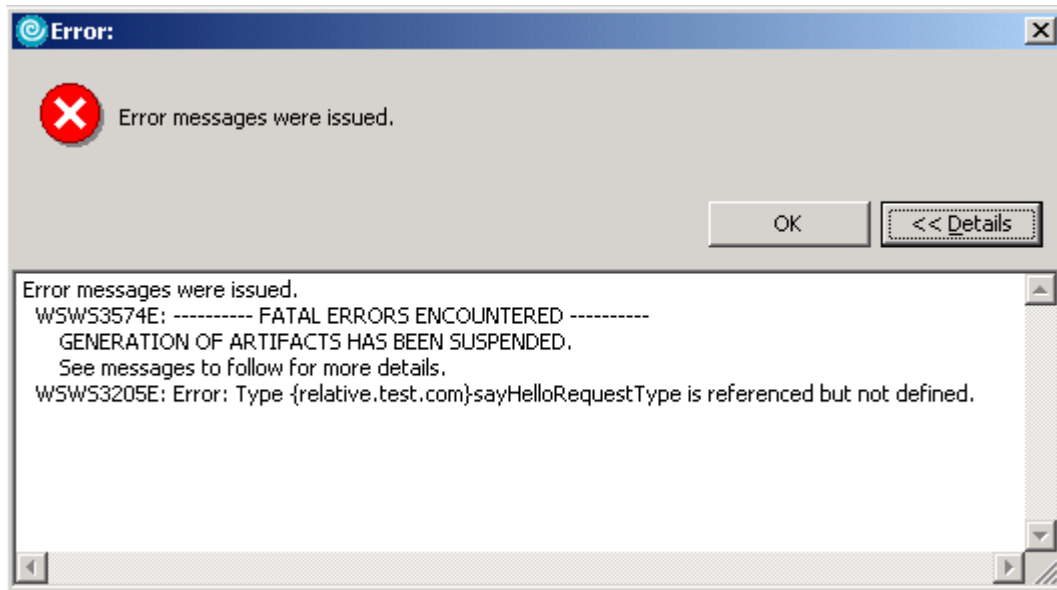 Error:
Error messages were issued.
OK
<< Details
Error messages were issued.
WSWS3574E: ---------- FATAL ERRORS ENCOUNTERED ----------
GENERATION OF ARTIFACTS HAS BEEN SUSPENDED.
See messages to follow for more details.
WSWS3205E: Error: Type {relative.test.com}sayHelloRequestType is referenced but not defined.